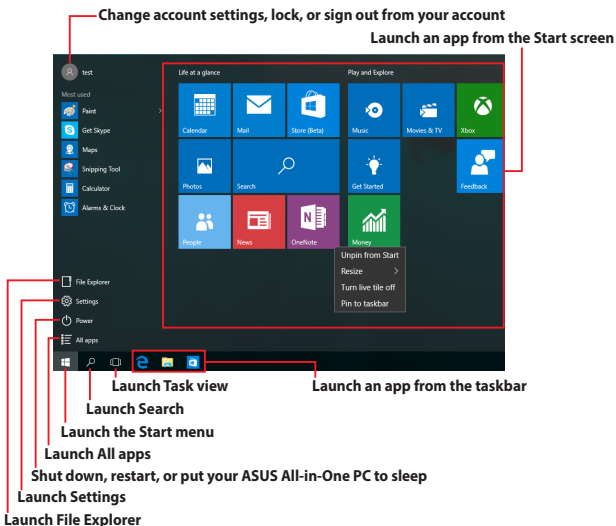 Change account settings, lock, or sign out from your account
Launch an app from the Start screen
test
Life at a glance
Play and Explore
Most used
Paint
Get Skype
Maps
Snipping Tool
Calculator
Alarms & Clock
Calendar
Mail
Store (Beta)
Music
Movies & TV
Xbox
Photos
Search
Get Started
Feedback
People
News
OneNote
Money
Unpin from Start
Resize
Turn live tile off
Pin to taskbar
File Explorer
Settings
Power
All apps
Launch Task view
Launch an app from the taskbar
Launch Search
Launch the Start menu
Launch All apps
Shut down, restart, or put your ASUS All-in-One PC to sleep
Launch Settings
Launch File Explorer